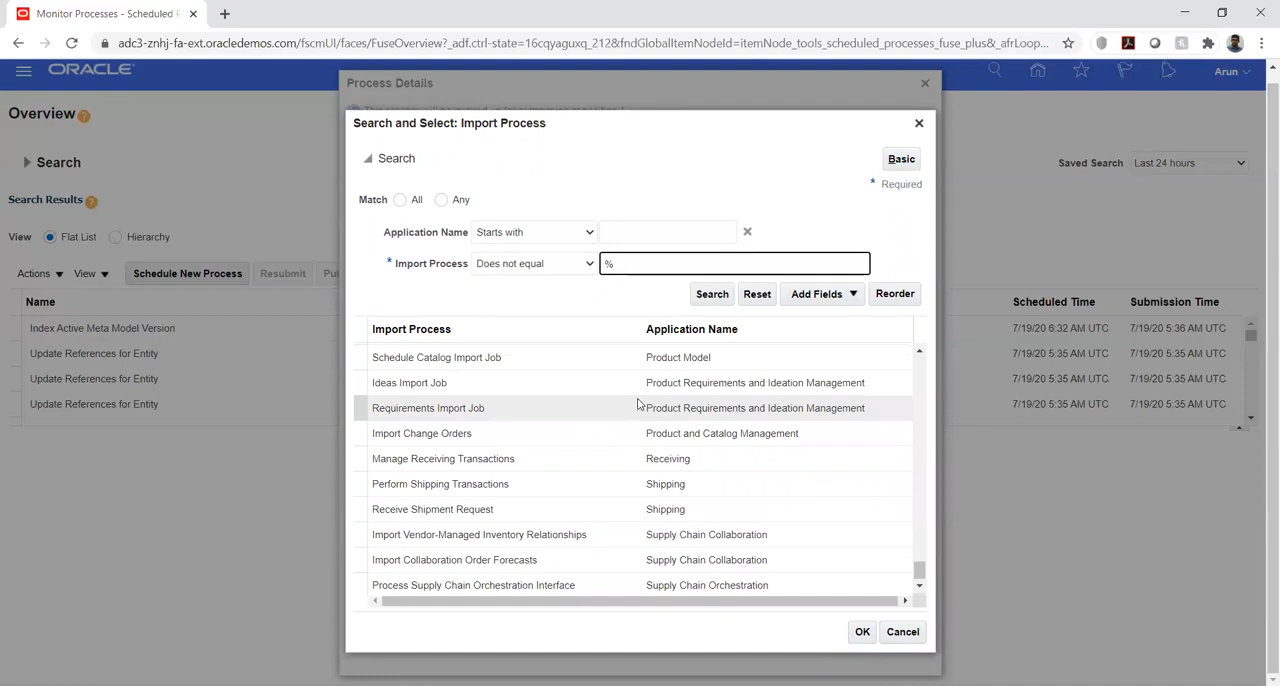 Monitor Processes - Scheduled P
adc3-znhj-fa-ext.oracledemos.com/fscmUI/faces/FuseOverview?_adf.ctrl-state=16cqyaguxq_212&fndGlobalItemNodeId=itemNode_tools_scheduled_processes_fuse_plus&_afrLoop...
ORACLE
Arun
Process Details
Overview
Search
Saved Search Last 24 hours
Search Results
View Flat List Hierarchy
Actions View Schedule New Process Resubmit Pu
Name Scheduled Time Submission Time
Index Active Meta Model Version 7/19/20 6:32 AM UTC 7/19/20 5:36 AM UTC
Update References for Entity 7/19/20 5:35 AM UTC 7/19/20 5:35 AM UTC
Update References for Entity 7/19/20 5:35 AM UTC 7/19/20 5:35 AM UTC
Update References for Entity 7/19/20 5:35 AM UTC 7/19/20 5:35 AM UTC
Search and Select: Import Process
Search
Basic
* Required
Match All Any
Application Name Starts with
* Import Process Does not equal %
Search Reset Add Fields Reorder
Import Process Application Name
Schedule Catalog Import Job Product Model
Ideas Import Job Product Requirements and Ideation Management
Requirements Import Job Product Requirements and Ideation Management
Import Change Orders Product and Catalog Management
Manage Receiving Transactions Receiving
Perform Shipping Transactions Shipping
Receive Shipment Request Shipping
Import Vendor-Managed Inventory Relationships Supply Chain Collaboration
Import Collaboration Order Forecasts Supply Chain Collaboration
Process Supply Chain Orchestration Interface Supply Chain Orchestration
OK Cancel